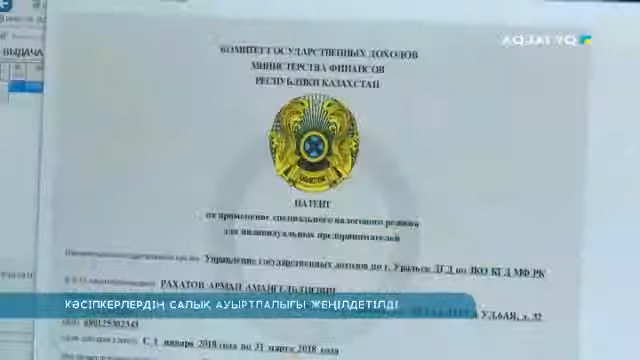 AQJAIYQ
ВЫДАЧА
КОМИТЕТ ГОСУДАРСТВЕННЫХ ДОХОДОВ
МИНИСТЕРСТВА ФИНАНСОВ
РЕСПУБЛИКИ КАЗАХСТАН
ПАТЕНТ
на применение специального налогового режима
для индивидуальных предпринимателей
Управление государственных доходов по г. Уральск ДГД по ЗКО КГД МФ РК
РАХАТОВ АРМАН АМАНГЕЛЬДИЕВИЧ
КӘСІПКЕРЛЕРДІҢ САЛЫҚ АУЫРТПАЛЫҒЫ ЖЕҢІЛДЕТІЛДІ
д. 32
С 1 января 2018 года по 31 марта 2018 года